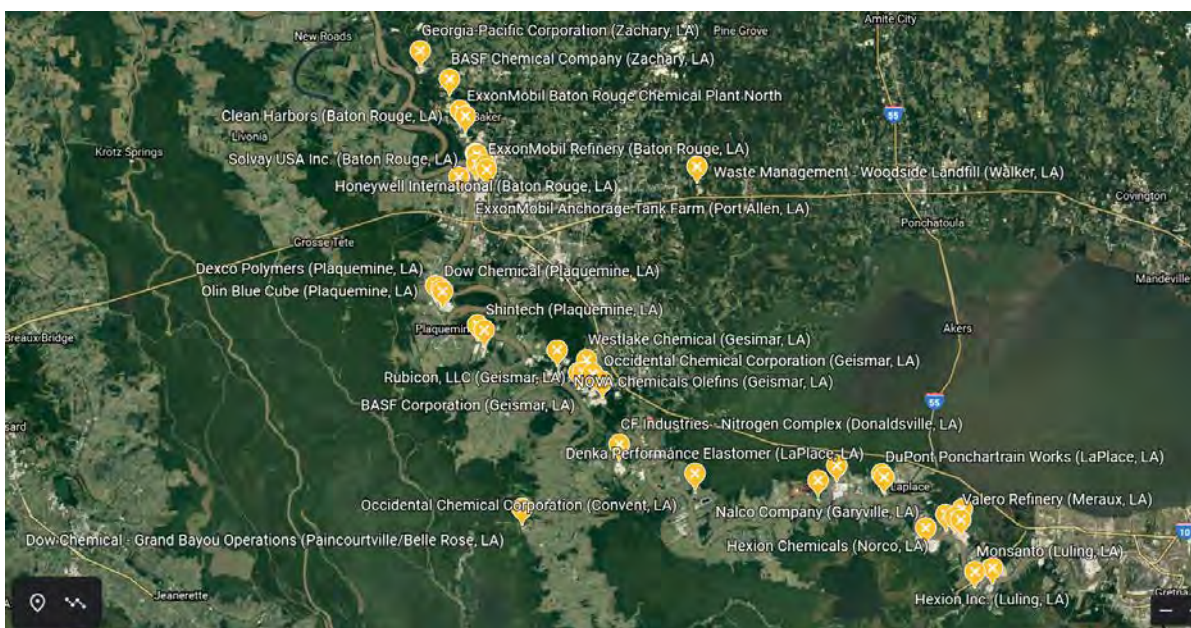 Amite City
New Roads
Georgia-Pacific Corporation (Zachary, LA)
Pine Grove
BASF Chemical Company (Zachary, LA)
ExxonMobil Baton Rouge Chemical Plant North
Clean Harbors (Baton Rouge, LA)
Baker
55
Livonia
Krotz Springs
ExxonMobil Refinery (Baton Rouge, LA)
Solvay USA Inc. (Baton Rouge, LA)
Waste Management - Woodside Landfill (Walker, LA)
Honeywell International (Baton Rouge, LA)
Covington
ExxonMobil Anchorage Tank Farm (Port Allen, LA)
Ponchatoula
Grosse Tete
Dexco Polymers (Plaquemine, LA)
Dow Chemical (Plaquemine, LA)
Mandeville
Olin Blue Cube (Plaquemine, LA)
Shintech (Plaquemine, LA)
Plaquemin
Akers
Breaux Bridge
Westlake Chemical (Gesimar, LA)
Occidental Chemical Corporation (Geismar, LA)
Rubicon, LLC (Geismar, LA)
NOVA Chemicals Olefins (Geismar, LA)
BASF Corporation (Geismar, LA)
55
CF Industries - Nitrogen Complex (Donaldsville, LA)
sard
Denka Performance Elastomer (LaPlace, LA)
DuPont Ponchartrain Works (LaPlace, LA)
Laplace
Occidental Chemical Corporation (Convent, LA)
Valero Refinery (Meraux, LA)
Nalco Company (Garyville, LA)
10
Dow Chemical - Grand Bayou Operations (Paincourtville/Belle Rose, LA)
Hexion Chemicals (Norco, LA)
Monsanto (Luling, LA)
Jeanerette
Hexion Inc. (Luling, LA)
Gretna